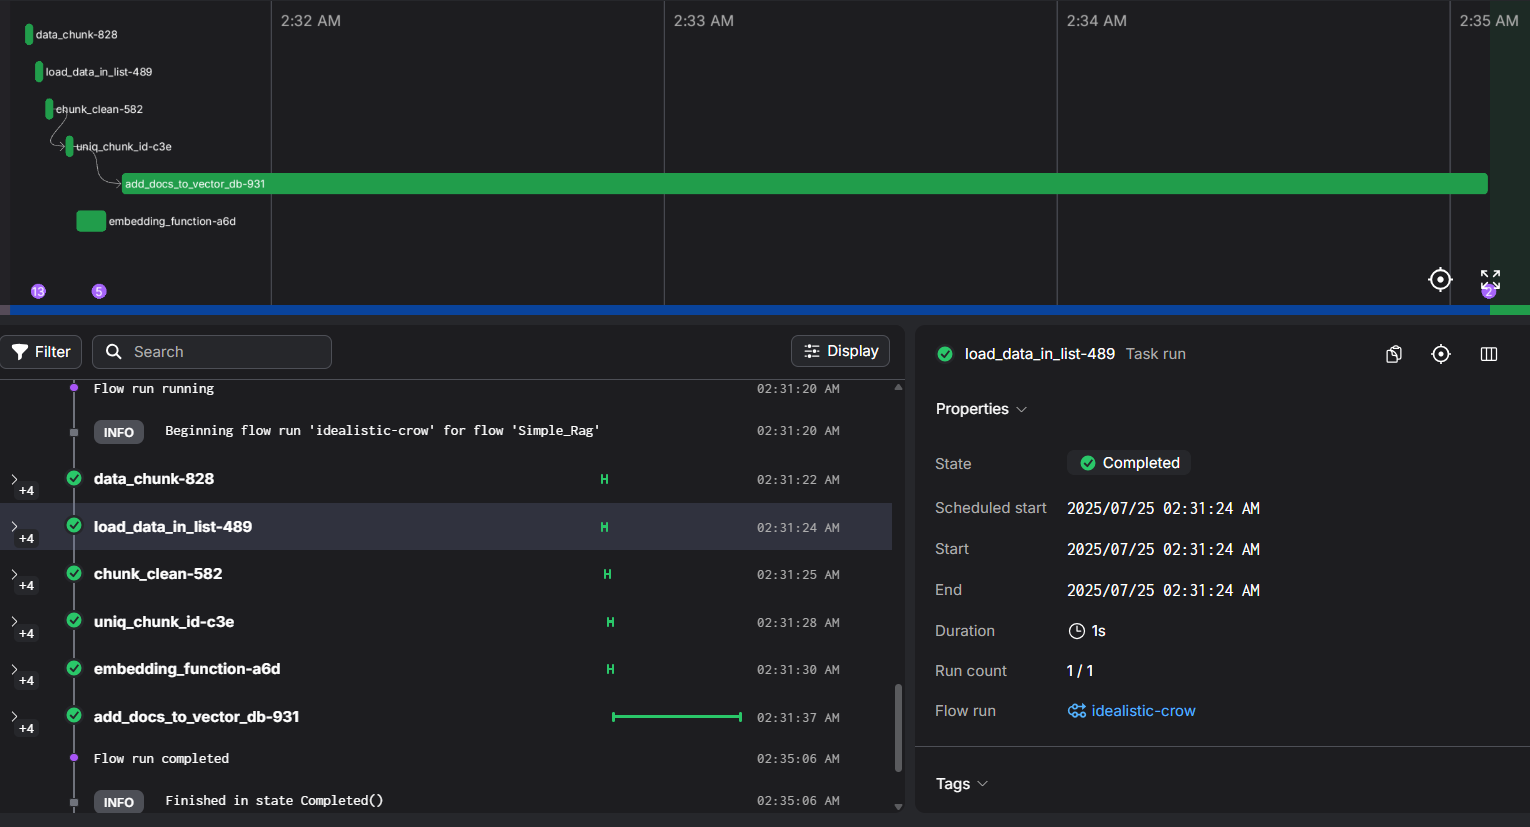 2:32 AM
2:33 AM
2:34 AM
2:35 AM
data_chunk-828
load_data_in_list-489
chunk_clean-582
uniq_chunk_id-c3e
add_docs_to_vector_db-931
embedding_function-a6d
13
5
2
Filter
Search
Display
Flow run running 02:31:20 AM
INFO Beginning flow run 'idealistic-crow' for flow 'Simple_Rag' 02:31:20 AM
+4 data_chunk-828 02:31:22 AM
+4 load_data_in_list-489 02:31:24 AM
+4 chunk_clean-582 02:31:25 AM
+4 uniq_chunk_id-c3e 02:31:28 AM
+4 embedding_function-a6d 02:31:30 AM
+4 add_docs_to_vector_db-931 02:31:37 AM
Flow run completed 02:35:06 AM
INFO Finished in state Completed() 02:35:06 AM
load_data_in_list-489 Task run
Properties
State Completed
Scheduled start 2025/07/25 02:31:24 AM
Start 2025/07/25 02:31:24 AM
End 2025/07/25 02:31:24 AM
Duration 1s
Run count 1 / 1
Flow run idealistic-crow
Tags